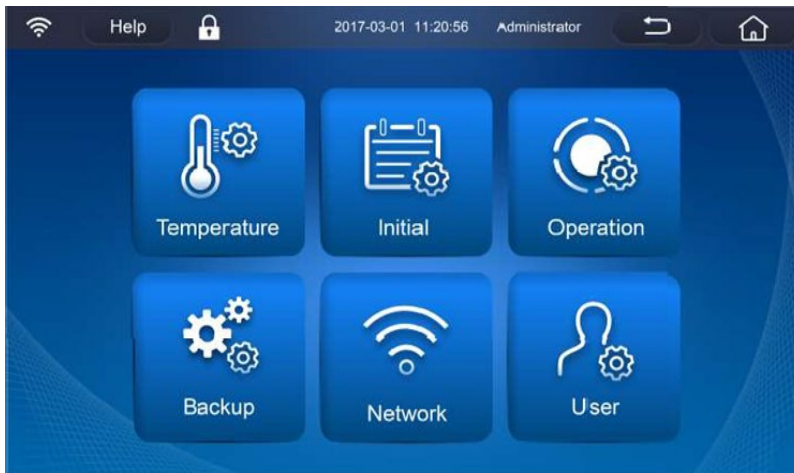 Help 2017-03-01 11:20:56 Administrator
Temperature Initial Operation
Backup Network User